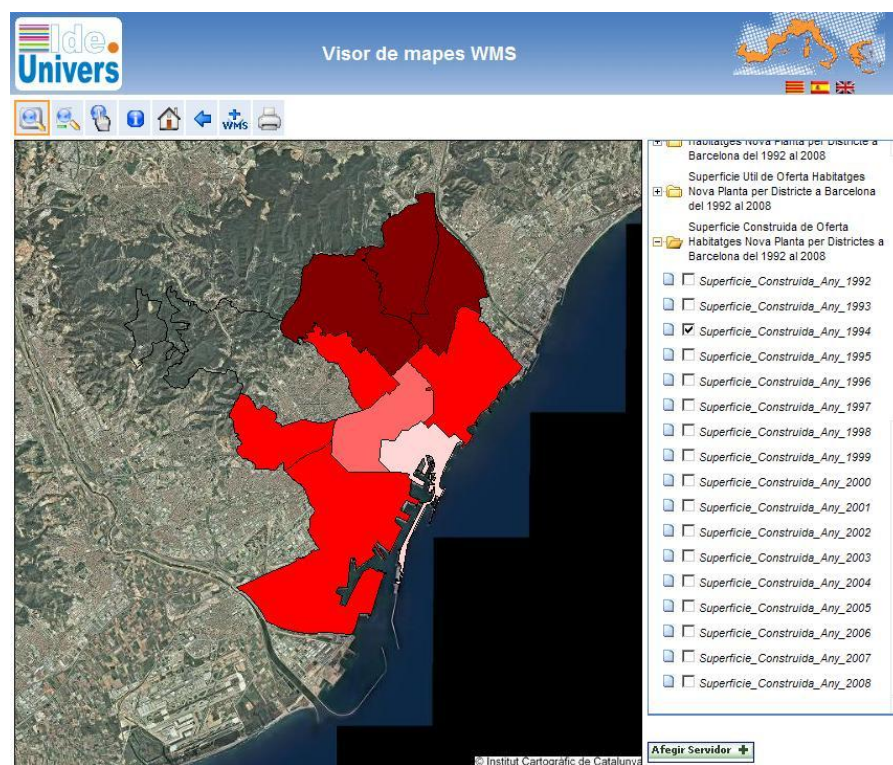 Ide
Univers
Visor de mapes WMS
WMS
Habitatges Nova Planta per Districte a
Barcelona del 1992 al 2008
Superficie Util de Oferta Habitatges
Nova Planta per Districte a Barcelona
del 1992 al 2008
Superficie Construida de Oferta
Habitatges Nova Planta per Districtes a
Barcelona del 1992 al 2008
Superficie_Construida_Any_1992
Superficie_Construida_Any_1993
Superficie_Construida_Any_1994
Superficie_Construida_Any_1995
Superficie_Construida_Any_1996
Superficie_Construida_Any_1997
Superficie_Construida_Any_1998
Superficie_Construida_Any_1999
Superficie_Construida_Any_2000
Superficie_Construida_Any_2001
Superficie_Construida_Any_2002
Superficie_Construida_Any_2003
Superficie_Construida_Any_2004
Superficie_Construida_Any_2005
Superficie_Construida_Any_2006
Superficie_Construida_Any_2007
Superficie_Construida_Any_2008
© Institut Cartogràfic de Catalunya
Afegir Servidor